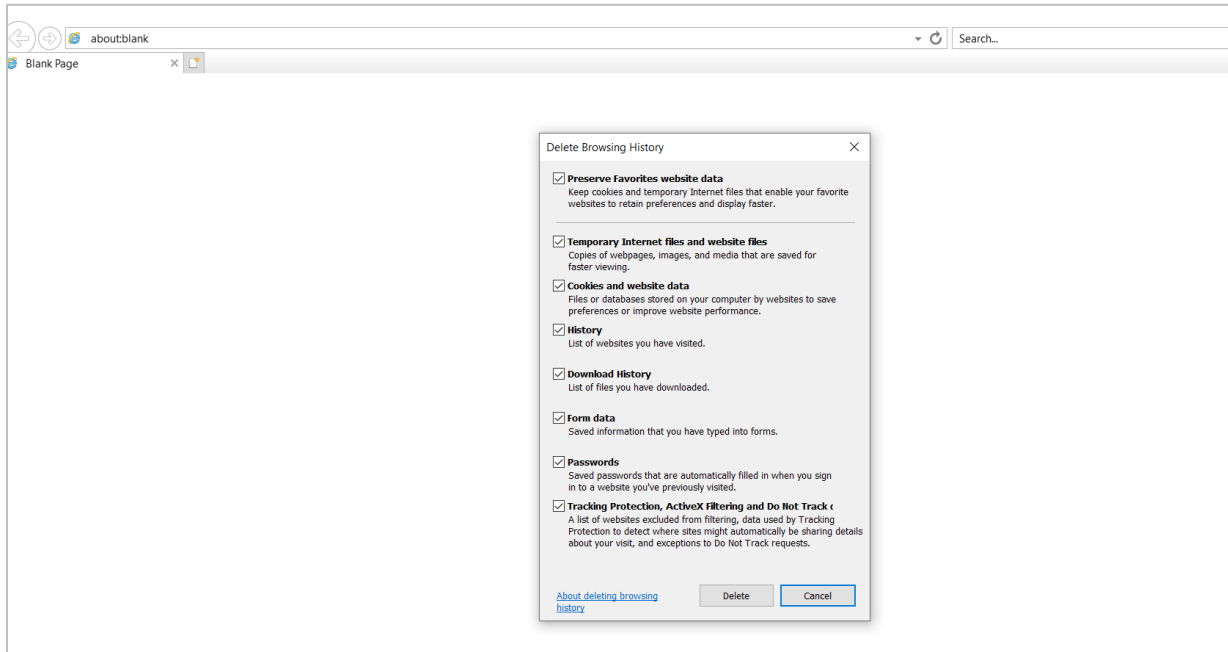 about:blank
Search...
Blank Page
Delete Browsing History
Preserve Favorites website data
Keep cookies and temporary Internet files that enable your favorite
websites to retain preferences and display faster.
Temporary Internet files and website files
Copies of webpages, images, and media that are saved for
faster viewing.
Cookies and website data
Files or databases stored on your computer by websites to save
preferences or improve website performance.
History
List of websites you have visited.
Download History
List of files you have downloaded.
Form data
Saved information that you have typed into forms.
Passwords
Saved passwords that are automatically filled in when you sign
in to a website you've previously visited.
Tracking Protection, ActiveX Filtering and Do Not Track
A list of websites excluded from filtering, data used by Tracking
Protection to detect where sites might automatically be sharing details
about your visit, and exceptions to Do Not Track requests.
About deleting browsing
history
Delete
Cancel